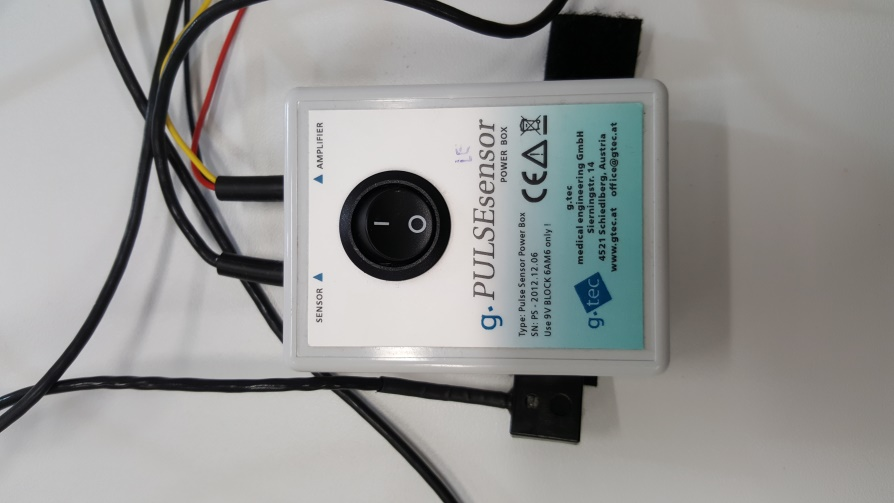 ▲ SENSOR
▲ AMPLIFIER
g.PULSEsensor
POWER BOX
Type: Pulse Sensor Power Box
SN: PS - 2012.12.06
Use 9V BLOCK 6AM6 only !
CE
g.tec
g.tec
medical engineering GmbH
Sierningstr. 14
4521 Schiedlberg, Austria
www.gtec.at office@gtec.at